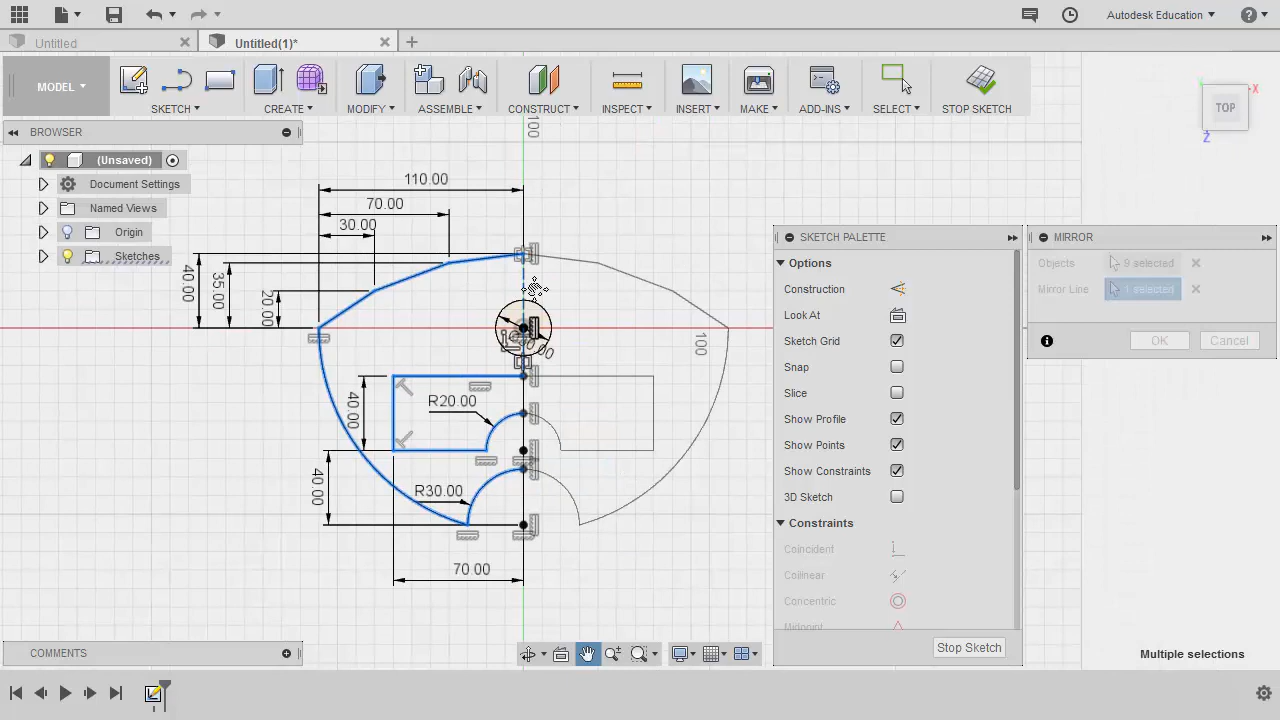 Autodesk Education
Untitled
Untitled(1)*
MODEL
SKETCH
CREATE
MODIFY
ASSEMBLE
CONSTRUCT
INSPECT
INSERT
MAKE
ADD-INS
SELECT
STOP SKETCH
BROWSER
(Unsaved)
Document Settings
Named Views
Origin
Sketches
TOP
X
Z
100
110.00
70.00
30.00
40.00
35.00
20.00
100
40.00
R20.00
40.00
R30.00
70.00
SKETCH PALETTE
Options
Construction
Look At
Sketch Grid
Snap
Slice
Show Profile
Show Points
Show Constraints
3D Sketch
Constraints
Coincident
Colinear
Concentric
Midpoint
Stop Sketch
MIRROR
Objects
9 selected
Mirror Line
1 selected
OK
Cancel
COMMENTS
Multiple selections